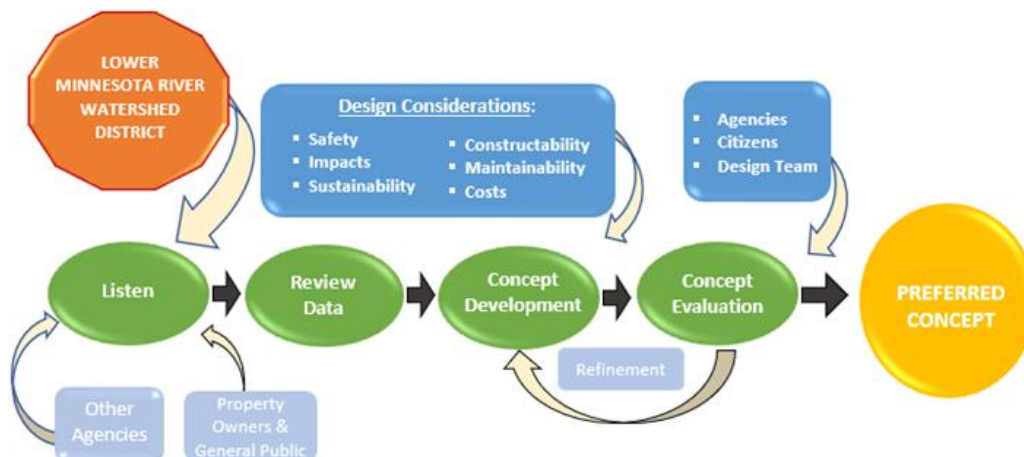 LOWER
MINNESOTA RIVER
WATERSHED
DISTRICT
Design Considerations:
▪ Safety
▪ Impacts
▪ Sustainability
▪ Constructability
▪ Maintainability
▪ Costs
▪ Agencies
▪ Citizens
▪ Design Team
Listen
Review
Data
Concept
Development
Concept
Evaluation
PREFERRED
CONCEPT
Refinement
Other
Agencies
Property
Owners &
General Public